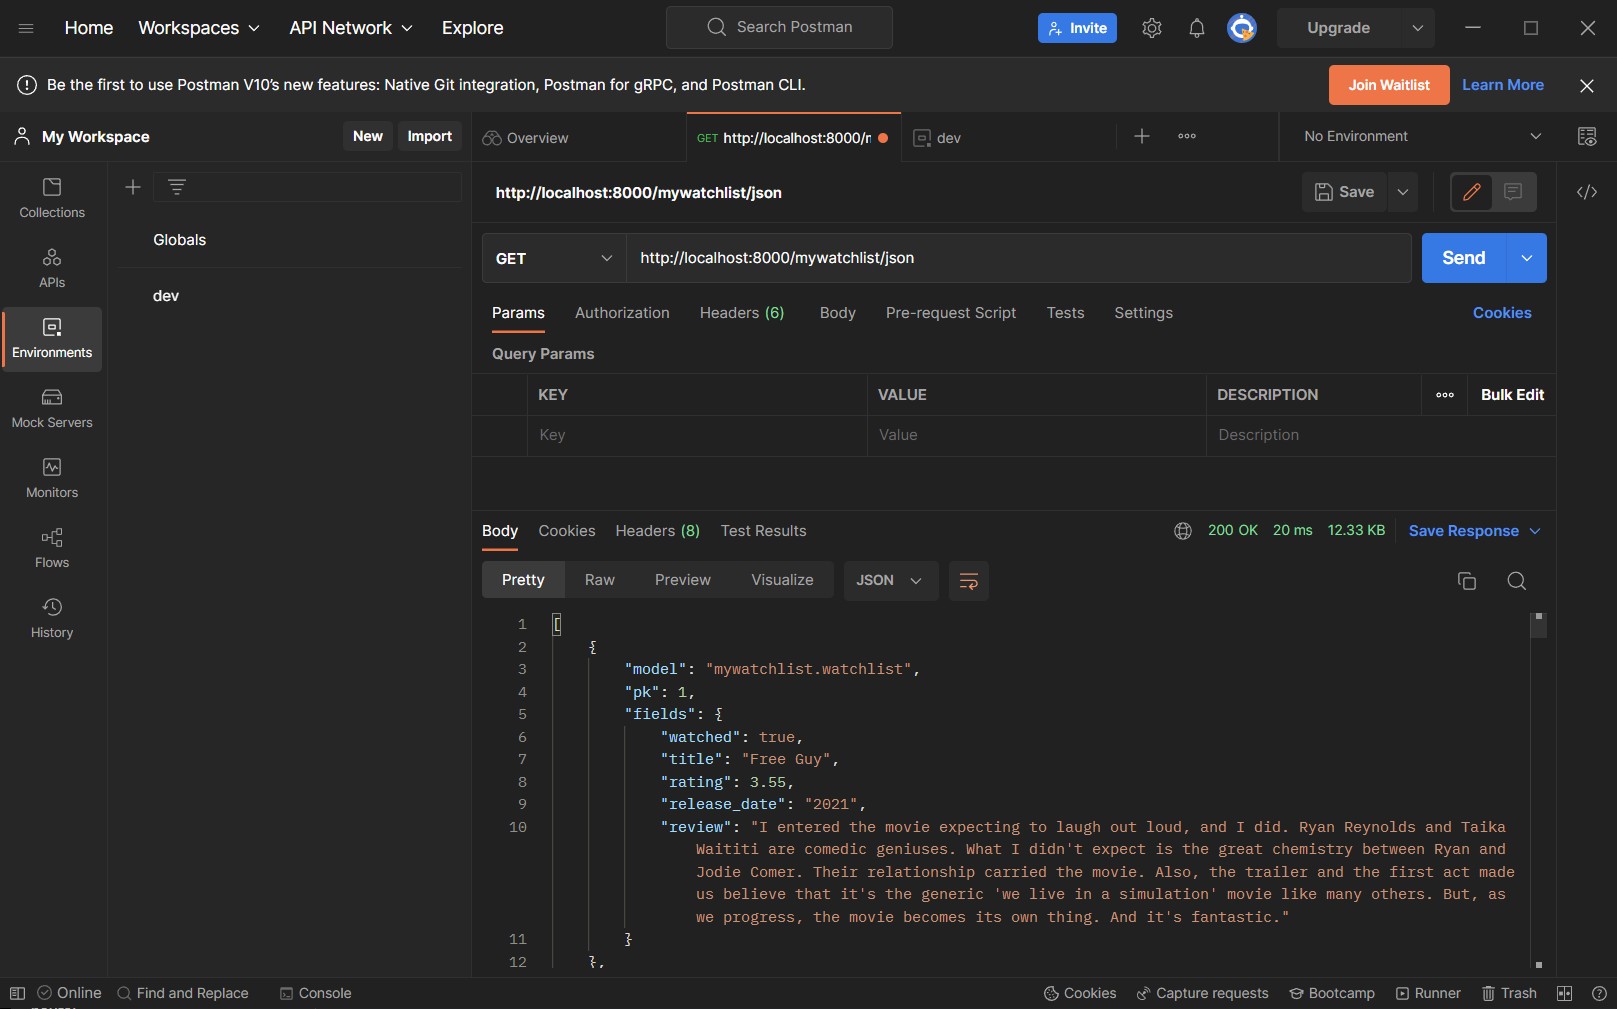 Home Workspaces API Network Explore Search Postman Invite Upgrade
Be the first to use Postman V10's new features: Native Git integration, Postman for gRPC, and Postman CLI. Join Waitlist Learn More
My Workspace New Import Overview GET http://localhost:8000/r dev No Environment
Collections
APIs
Environments
Mock Servers
Monitors
Flows
History
Globals
dev
http://localhost:8000/mywatchlist/json Save
GET http://localhost:8000/mywatchlist/json Send
Params Authorization Headers (6) Body Pre-request Script Tests Settings Cookies
Query Params
KEY VALUE DESCRIPTION Bulk Edit
Key Value Description
Body Cookies Headers (8) Test Results 200 OK 20 ms 12.33 KB Save Response
Pretty Raw Preview Visualize JSON
1 [
2 {
3 "model": "mywatchlist.watchlist",
4 "pk": 1,
5 "fields": {
6 "watched": true,
7 "title": "Free Guy",
8 "rating": 3.55,
9 "release_date": "2021",
10 "review": "I entered the movie expecting to laugh out loud, and I did. Ryan Reynolds and Taika
Waititi are comedic geniuses. What I didn't expect is the great chemistry between Ryan and
Jodie Comer. Their relationship carried the movie. Also, the trailer and the first act made
us believe that it's the generic 'we live in a simulation' movie like many others. But, as
we progress, the movie becomes its own thing. And it's fantastic."
11 }
12 },
Online Find and Replace Console Cookies Capture requests Bootcamp Runner Trash